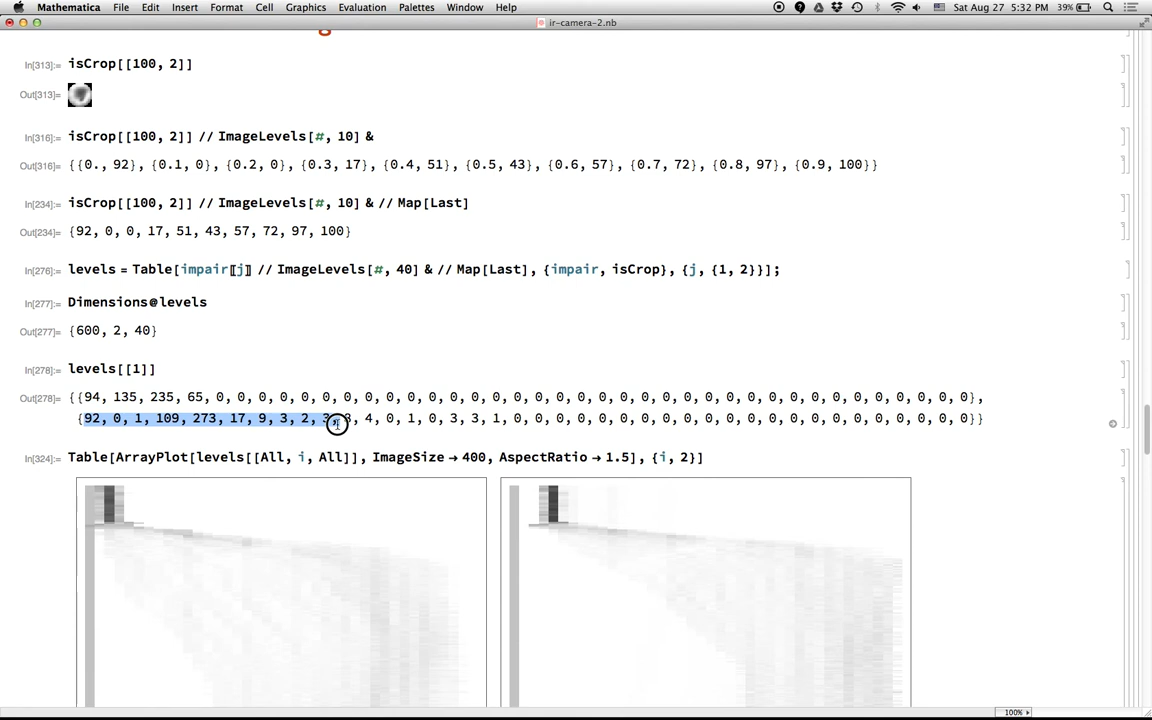 Mathematica File Edit Insert Format Cell Graphics Evaluation Palettes Window Help Sat Aug 27 5:32 PM 39%
ir-camera-2.nb
In[313]:= isCrop[[100, 2]]
Out[313]=
In[316]:= isCrop[[100, 2]] // ImageLevels[#, 10] &
Out[316]= {{0., 92}, {0.1, 0}, {0.2, 0}, {0.3, 17}, {0.4, 51}, {0.5, 43}, {0.6, 57}, {0.7, 72}, {0.8, 97}, {0.9, 100}}
In[234]:= isCrop[[100, 2]] // ImageLevels[#, 10] & // Map[Last]
Out[234]= {92, 0, 0, 17, 51, 43, 57, 72, 97, 100}
In[276]:= levels = Table[impair[[j]] // ImageLevels[#, 40] & // Map[Last], {impair, isCrop}, {j, {1, 2}}];
In[277]:= Dimensions@levels
Out[277]= {600, 2, 40}
In[278]:= levels[[1]]
Out[278]= {{94, 135, 235, 65, 0, 0, 0, 0, 0, 0, 0, 0, 0, 0, 0, 0, 0, 0, 0, 0, 0, 0, 0, 0, 0, 0, 0, 0, 0, 0, 0, 0, 0, 0, 0, 0, 0, 0, 0, 0},
{92, 0, 1, 109, 273, 17, 9, 3, 2, 3, 3, 4, 0, 1, 0, 3, 3, 1, 0, 0, 0, 0, 0, 0, 0, 0, 0, 0, 0, 0, 0, 0, 0, 0, 0, 0, 0, 0, 0, 0}}
In[324]:= Table[ArrayPlot[levels[[All, i, All]], ImageSize → 400, AspectRatio → 1.5], {i, 2}]
100%